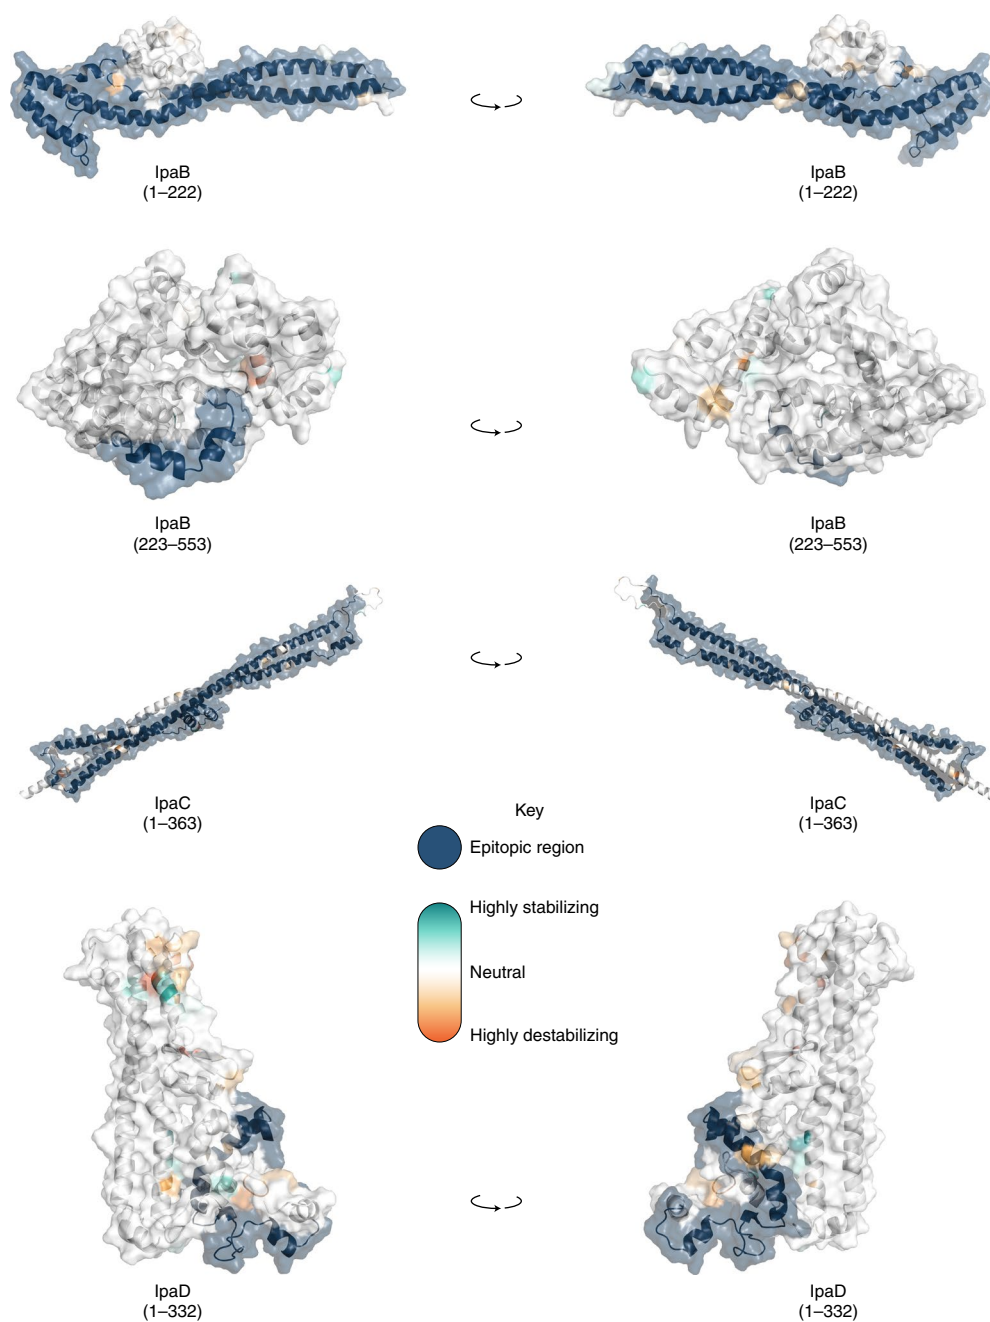 IpaB
(1–222)
IpaB
(1–222)
IpaB
(223–553)
IpaB
(223–553)
IpaC
(1–363)
IpaC
(1–363)
Key
Epitopic region
Highly stabilizing
Neutral
Highly destabilizing
IpaD
(1–332)
IpaD
(1–332)